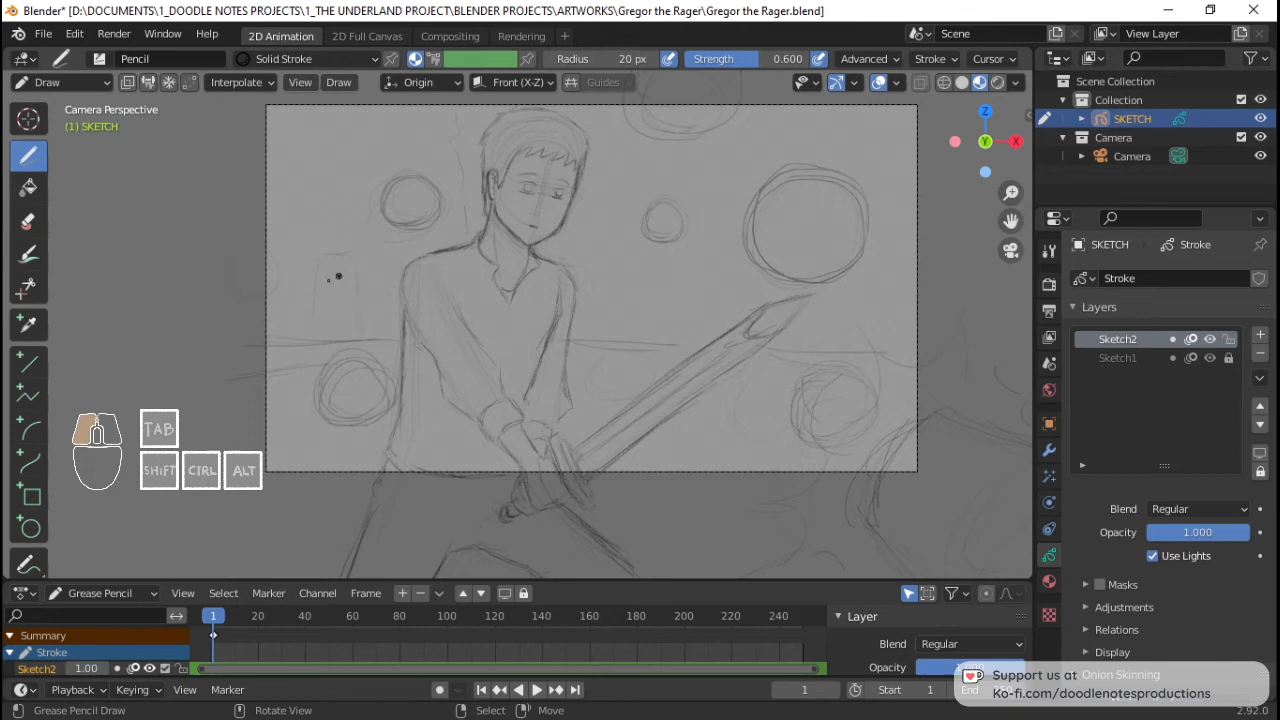 Blender* [D:\DOCUMENTS\1_DOODLE NOTES PROJECTS\1_THE UNDERLAND PROJECT\BLENDER PROJECTS\ARTWORKS\Gregor the Rager\Gregor the Rager.blend]
File Edit Render Window Help 2D Animation 2D Full Canvas Compositing Rendering Scene View Layer
Pencil Solid Stroke Radius 20 px Strength 0.600 Advanced Stroke Cursor
Draw Interpolate View Draw Origin Front (X-Z) Guides
Scene Collection
Collection
SKETCH
Camera
Camera
Camera Perspective
(1) SKETCH
Z
Y
X
SKETCH Stroke
Stroke
Layers
Sketch2
Sketch1
TAB
SHiFT CTRL ALT
Blend Regular
Opacity 1.000
Use Lights
Masks
Adjustments
Relations
Display
Onion Skinning
Grease Pencil View Select Marker Channel Frame
1 20 40 60 80 100 120 140 160 180 200 220 240
Layer
Summary
Stroke
Blend Regular
Sketch2 1.00
Opacity
Support us at
Ko-fi.com/doodlenotesproductions
Playback Keying View Marker 1 Start 1 End
Grease Pencil Draw Rotate View Select Move 2.92.0